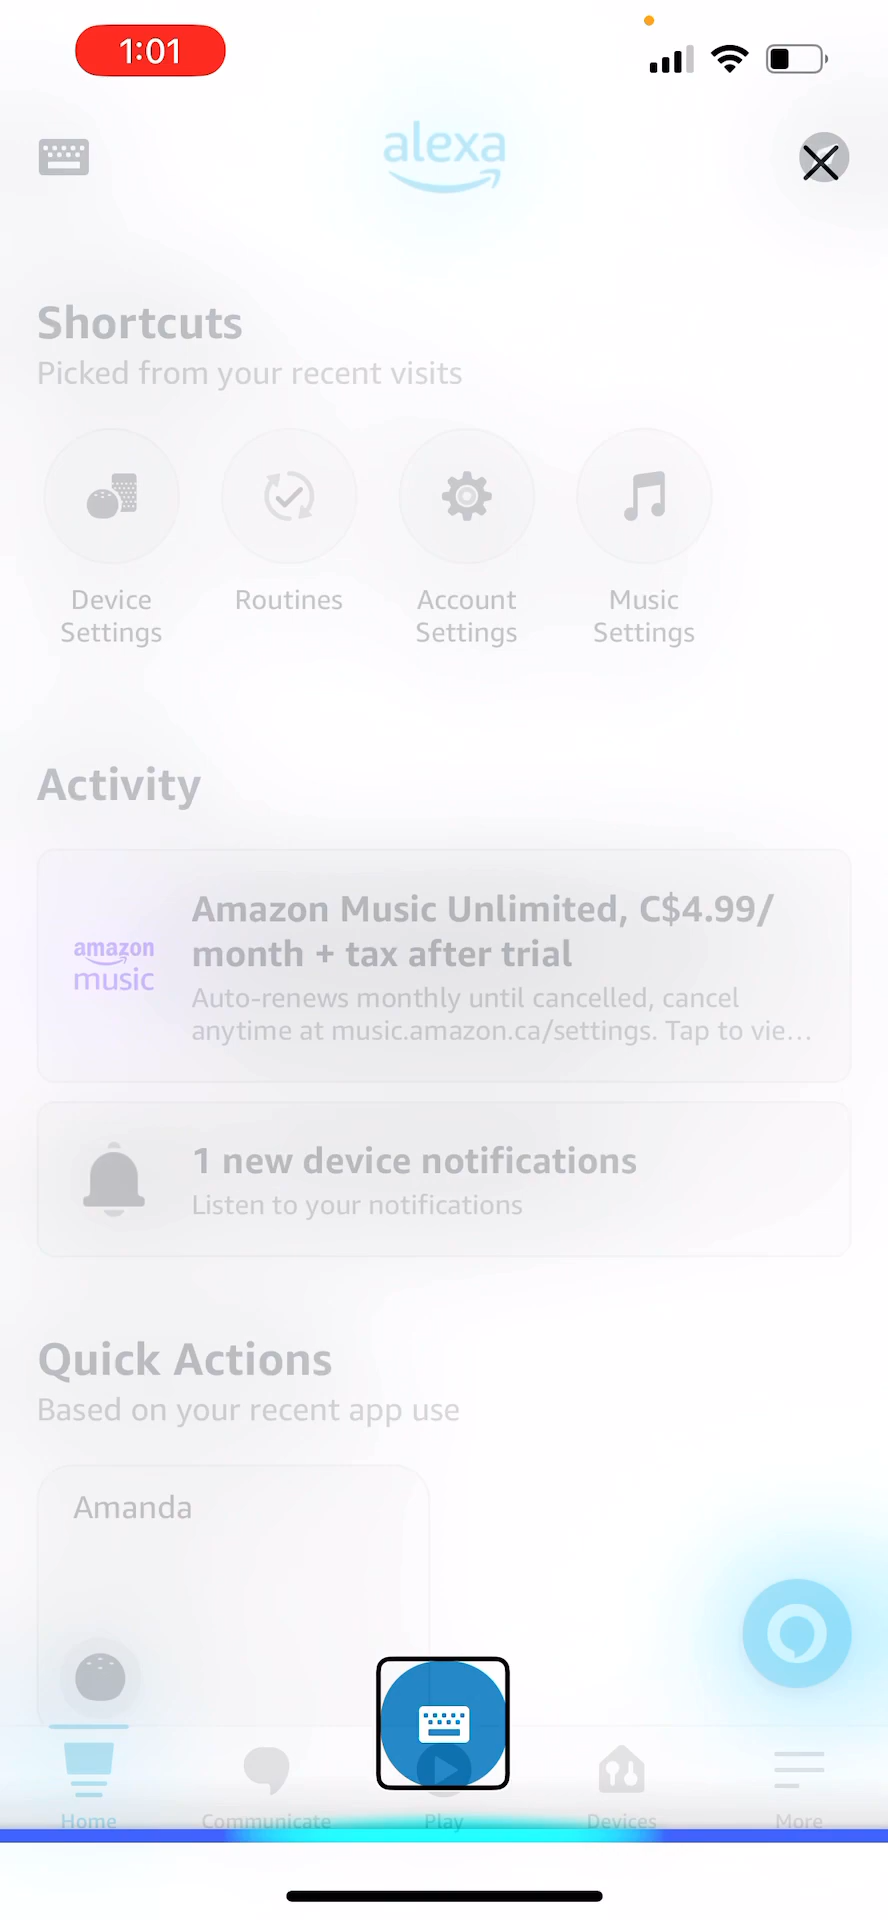 1:01
alexa
Shortcuts
Picked from your recent visits
Device
Settings
Routines
Account
Settings
Music
Settings
Activity
amazon
music
Amazon Music Unlimited, C$4.99/
month + tax after trial
Auto-renews monthly until cancelled, cancel
anytime at music.amazon.ca/settings. Tap to vie...
1 new device notifications
Listen to your notifications
Quick Actions
Based on your recent app use
Amanda
Home
Communicate
Play
Devices
More